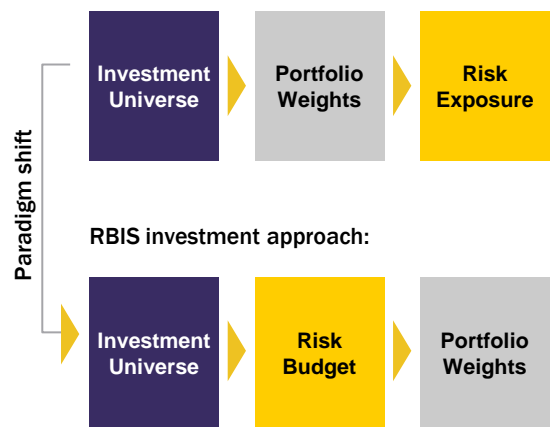 Investment
Universe
Portfolio
Weights
Risk
Exposure
Paradigm shift
RBIS investment approach:
Investment
Universe
Risk
Budget
Portfolio
Weights